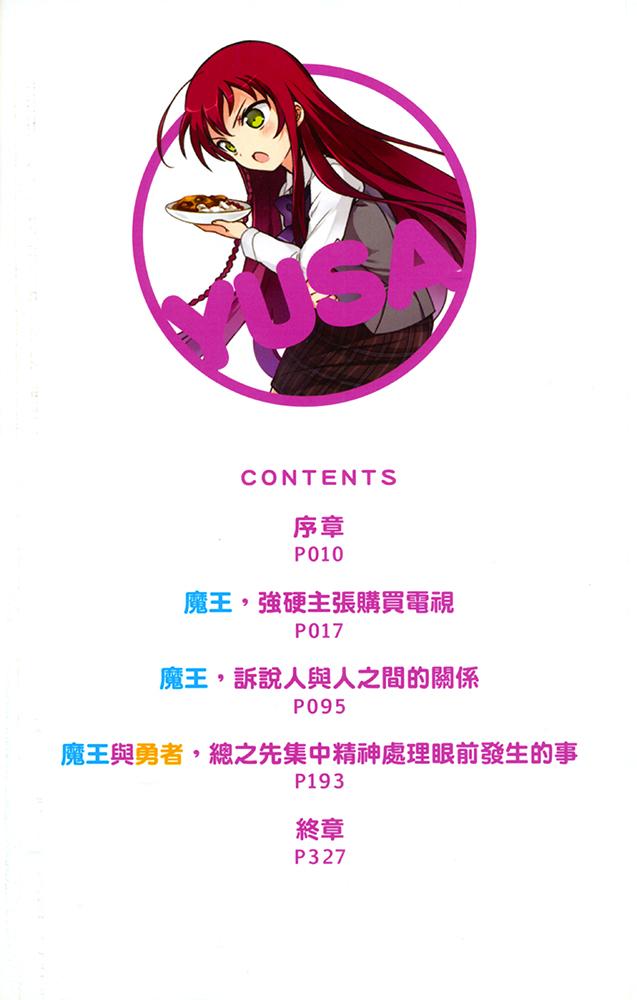 YUSA
CONTENTS
序章
P010
魔王，強硬主張購買電視
P017
魔王，訴說人與人之間的關係
P095
魔王與勇者，總之先集中精神處理眼前發生的事
P193
終章
P327